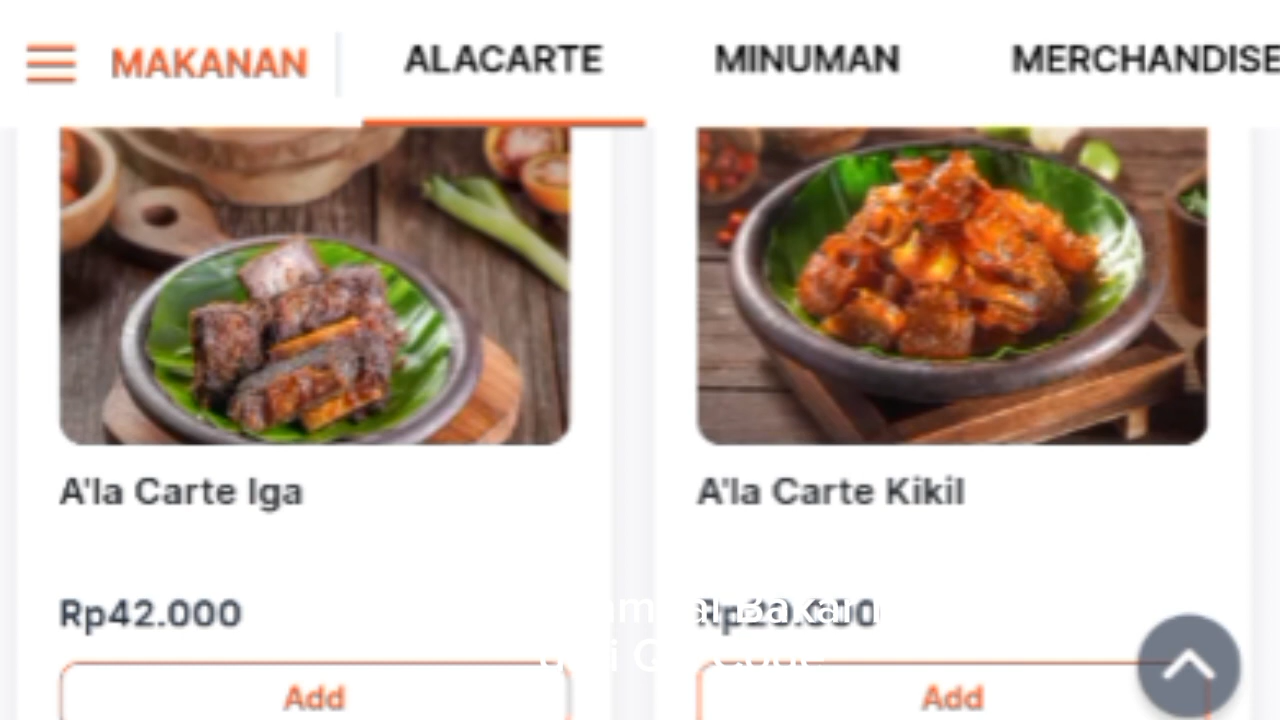 MAKANAN ALACARTE MINUMAN MERCHANDISE
A'la Carte Iga A'la Carte Kikil
Rp42.000
Add Add